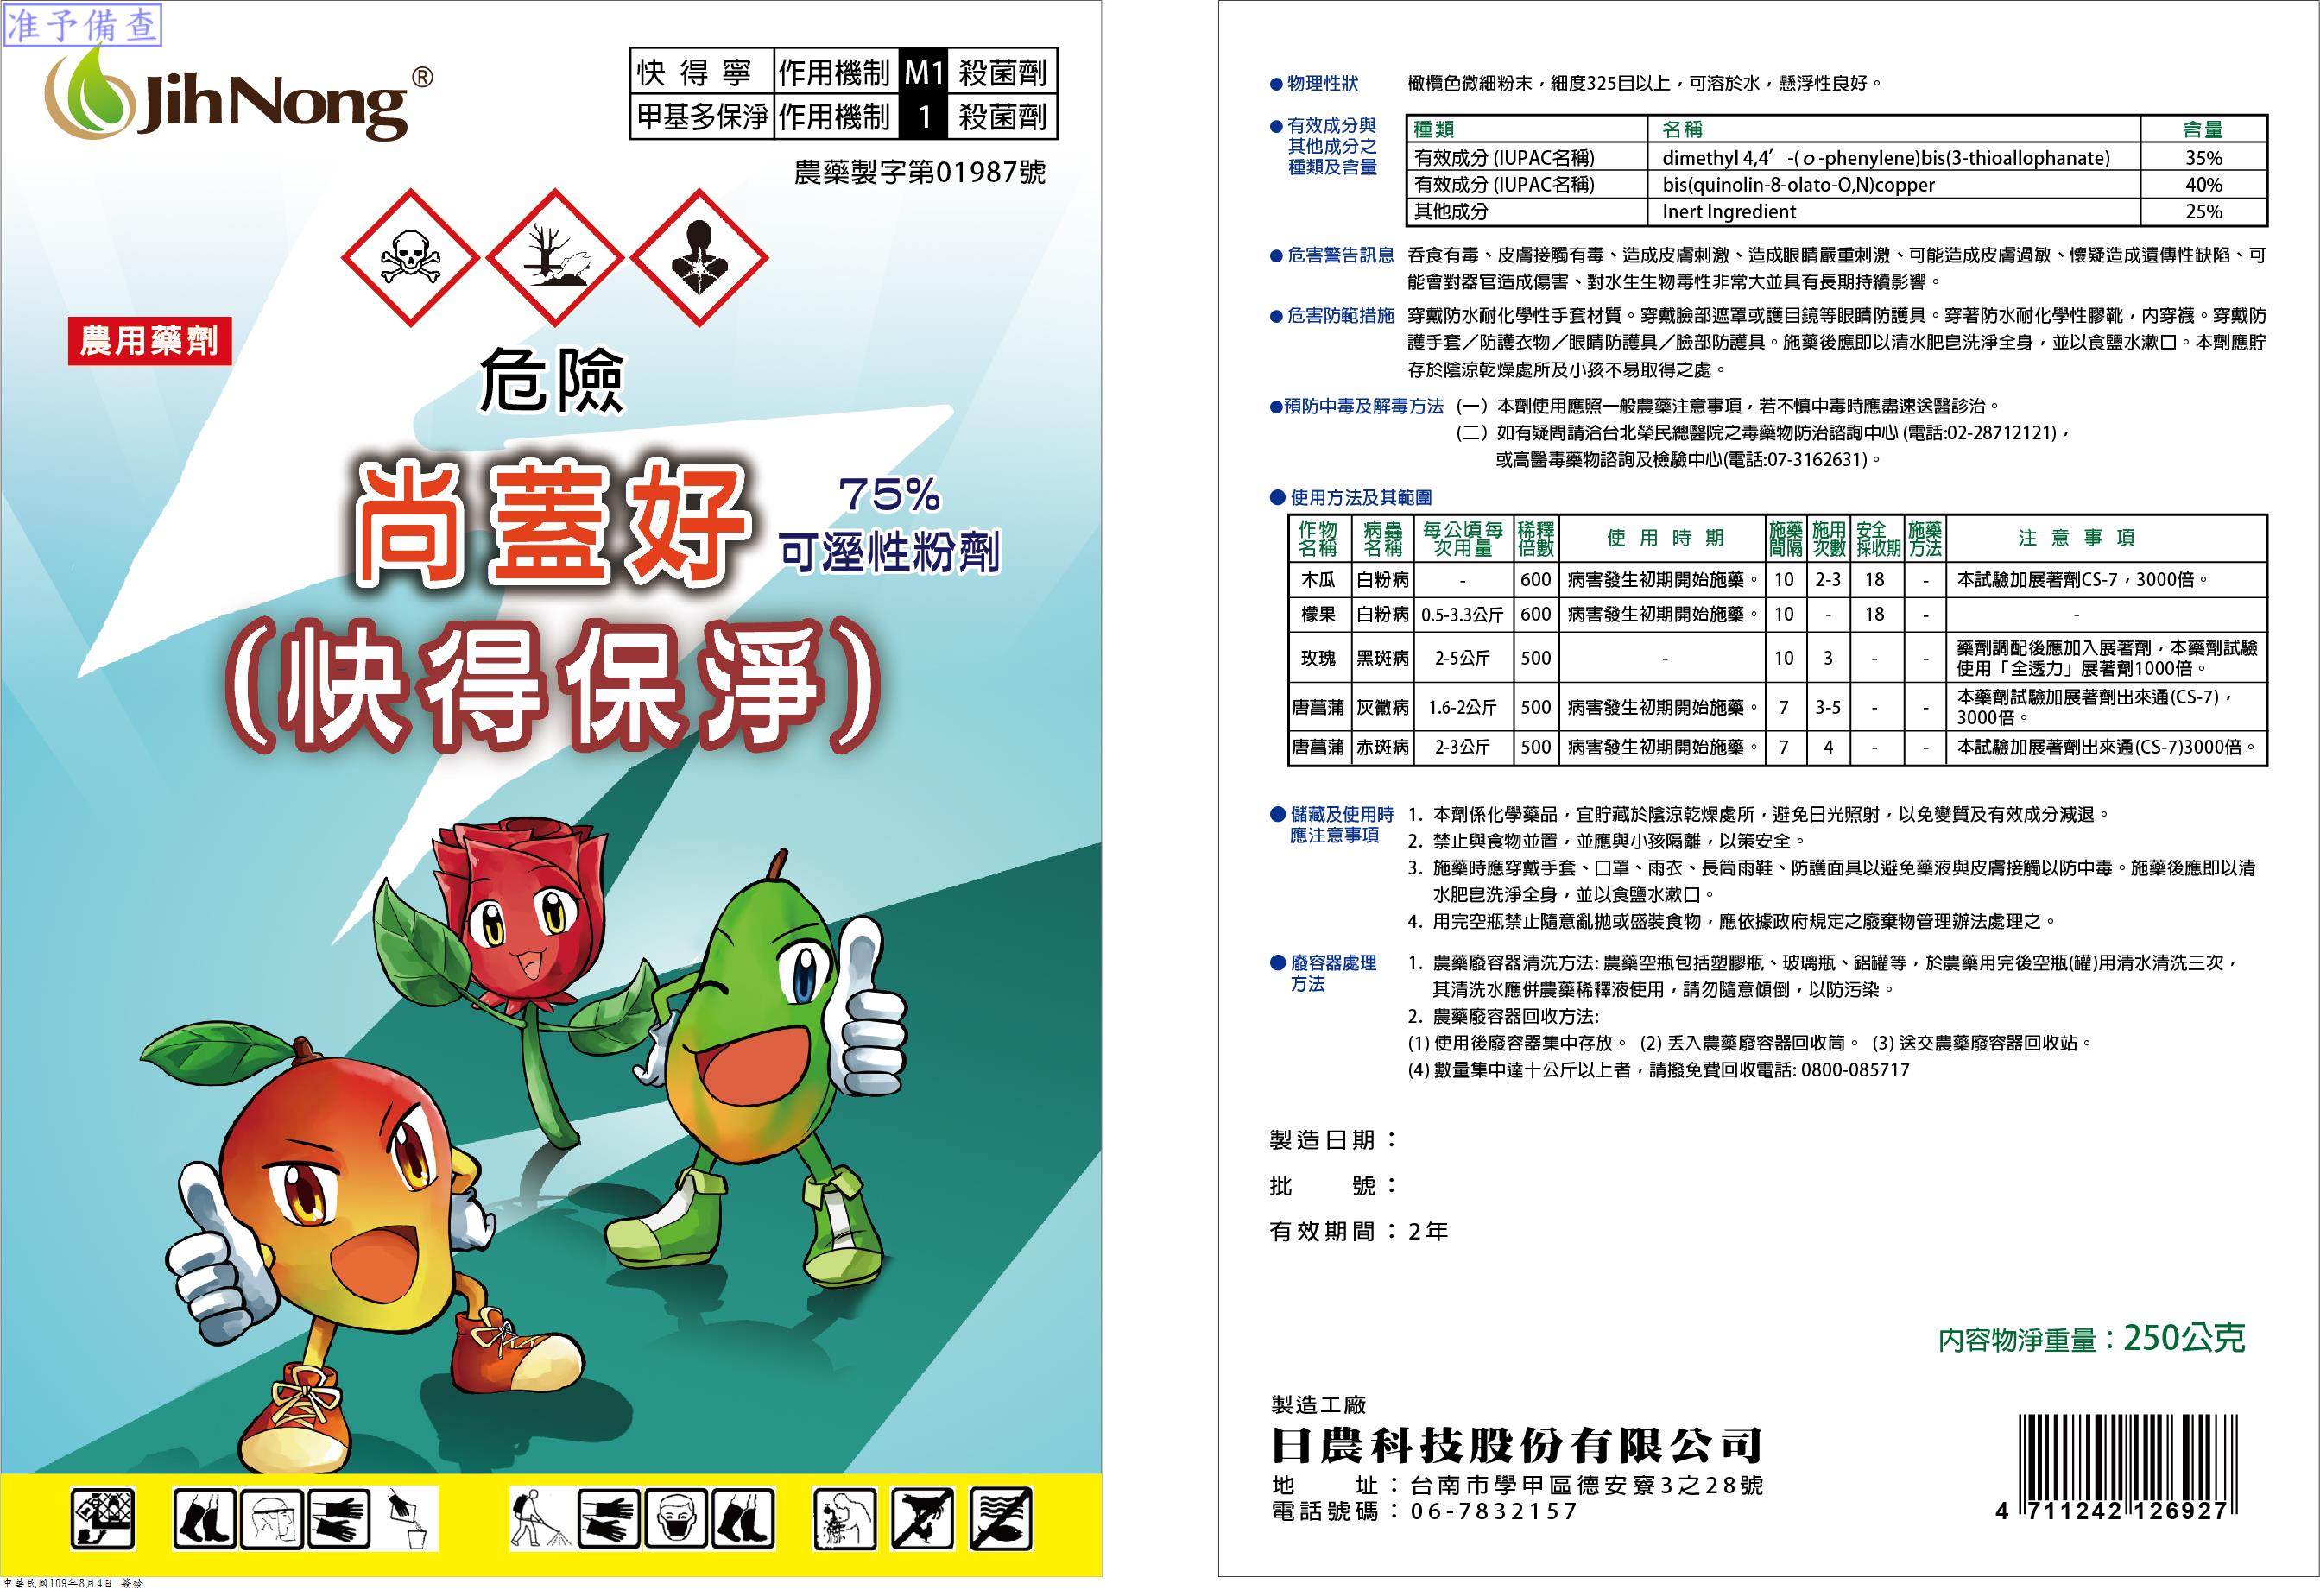 准予備查
JihNong®
快得寧 作用機制 M1 殺菌劑
甲基多保淨 作用機制 1 殺菌劑
農藥製字第01987號
農用藥劑
危險
尚蓋好
75%
可溼性粉劑
(快得保淨)
中華民國109年8月4日 簽發
●物理性狀 橄欖色微細粉末，細度325目以上，可溶於水，懸浮性良好。
●有效成分與其他成分之種類及含量
種類 名稱 含量
有效成分 (IUPAC名稱) dimethyl 4,4′-(o-phenylene)bis(3-thioallophanate) 35%
有效成分 (IUPAC名稱) bis(quinolin-8-olato-O,N)copper 40%
其他成分 Inert Ingredient 25%
●危害警告訊息 吞食有毒、皮膚接觸有毒、造成皮膚刺激、造成眼睛嚴重刺激、可能造成皮膚過敏、懷疑造成遺傳性缺陷、可
能會對器官造成傷害、對水生生物毒性非常大並具有長期持續影響。
●危害防範措施 穿戴防水耐化學性手套材質。穿戴臉部遮罩或護目鏡等眼睛防護具。穿著防水耐化學性膠靴，内穿襪。穿戴防
護手套／防護衣物／眼睛防護具／臉部防護具。施藥後應即以清水肥皂洗淨全身，並以食鹽水漱口。本劑應貯
存於陰涼乾燥處所及小孩不易取得之處。
●預防中毒及解毒方法 (一) 本劑使用應照一般農藥注意事項，若不慎中毒時應盡速送醫診治。
(二) 如有疑問請洽台北榮民總醫院之毒藥物防治諮詢中心 (電話:02-28712121)，
或高醫毒藥物諮詢及檢驗中心(電話:07-3162631)。
●使用方法及其範圍
作物名稱 病蟲名稱 每公頃每次用量 稀釋倍數 使用時期 施藥間隔 施用次數 安全採收期 施藥方法 注意事項
木瓜 白粉病 - 600 病害發生初期開始施藥。 10 2-3 18 - 本試驗加展著劑CS-7，3000倍。
檬果 白粉病 0.5-3.3公斤 600 病害發生初期開始施藥。 10 - 18 - -
玫瑰 黑斑病 2-5公斤 500 - 10 3 - - 藥劑調配後應加入展著劑，本藥劑試驗
使用「全透力」展著劑1000倍。
唐菖蒲 灰黴病 1.6-2公斤 500 病害發生初期開始施藥。 7 3-5 - - 本藥劑試驗加展著劑出來通(CS-7)，
3000倍。
唐菖蒲 赤斑病 2-3公斤 500 病害發生初期開始施藥。 7 4 - - 本試驗加展著劑出來通(CS-7)3000倍。
●儲藏及使用時應注意事項
1. 本劑係化學藥品，宜貯藏於陰涼乾燥處所，避免日光照射，以免變質及有效成分減退。
2. 禁止與食物並置，並應與小孩隔離，以策安全。
3. 施藥時應穿戴手套、口罩、雨衣、長筒雨鞋、防護面具以避免藥液與皮膚接觸以防中毒。施藥後應即以清
水肥皂洗淨全身，並以食鹽水漱口。
4. 用完空瓶禁止隨意亂拋或盛裝食物，應依據政府規定之廢棄物管理辦法處理之。
●廢容器處理方法
1. 農藥廢容器清洗方法: 農藥空瓶包括塑膠瓶、玻璃瓶、鋁罐等，於農藥用完後空瓶(罐)用清水清洗三次，
其清洗水應併農藥稀釋液使用，請勿隨意傾倒，以防污染。
2. 農藥廢容器回收方法:
(1) 使用後廢容器集中存放。 (2) 丟入農藥廢容器回收筒。 (3) 送交農藥廢容器回收站。
(4) 數量集中達十公斤以上者，請撥免費回收電話: 0800-085717
製造日期：
批號：
有效期間：2年
内容物淨重量：250公克
製造工廠
日農科技股份有限公司
地址：台南市學甲區德安寮3之28號
電話號碼：06-7832157
4 711242 126927